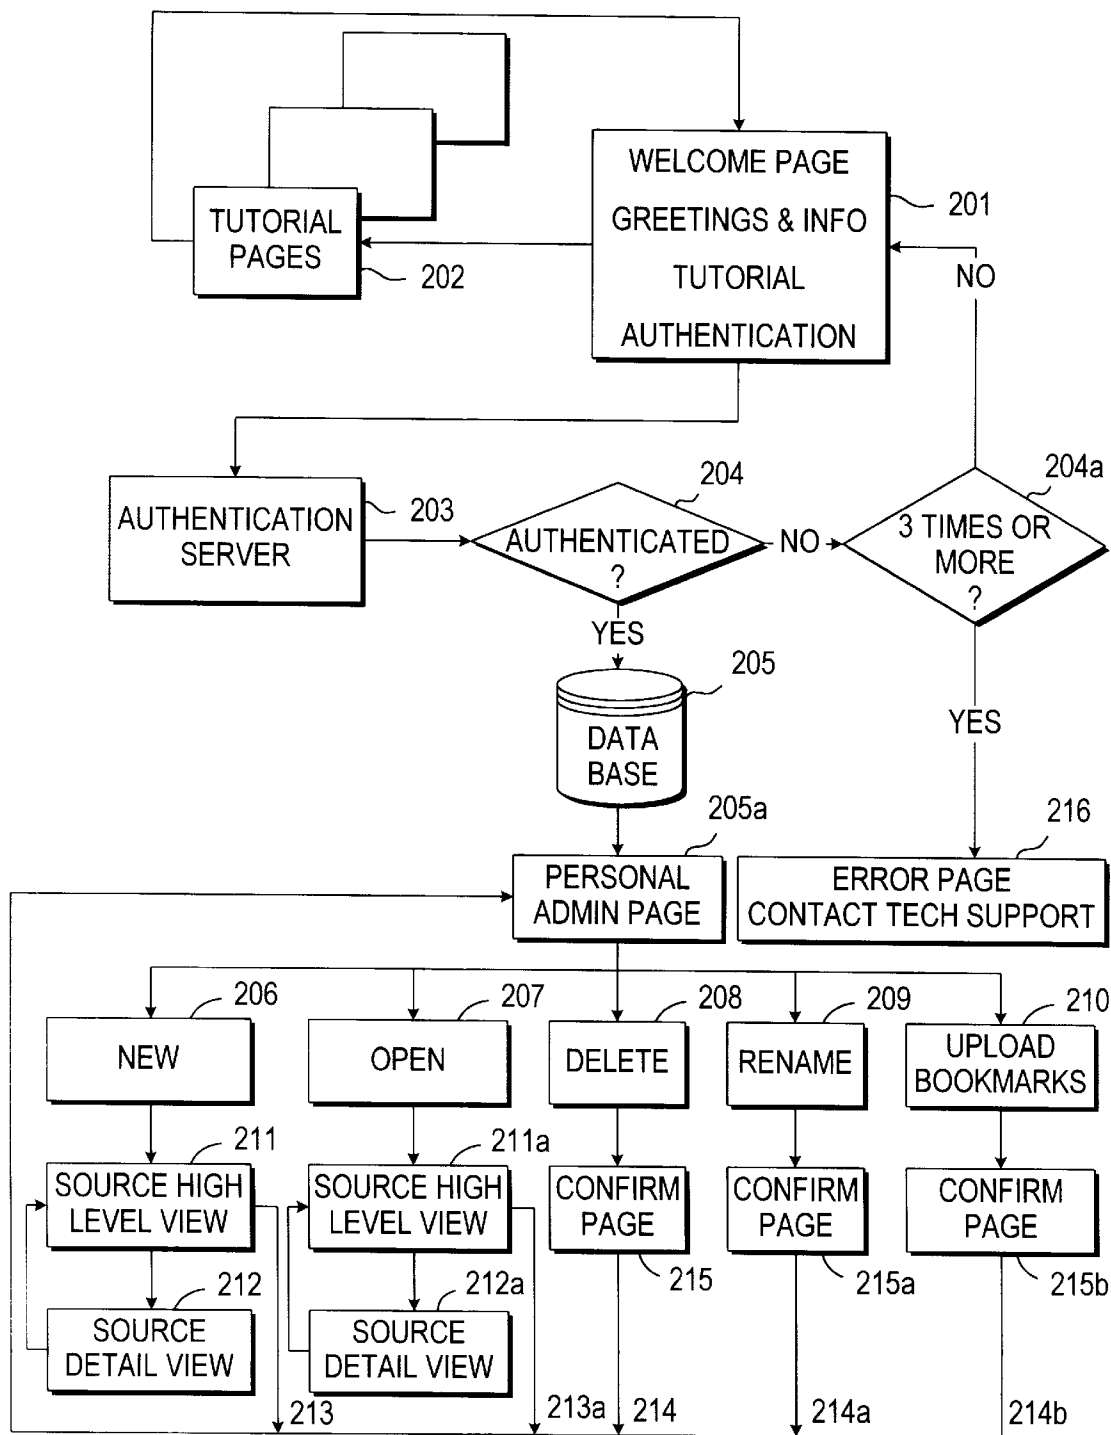 WELCOME PAGE
GREETINGS & INFO
TUTORIAL
AUTHENTICATION
201
TUTORIAL
PAGES
202
NO
AUTHENTICATION
SERVER
203
204
AUTHENTICATED
?
NO
204a
3 TIMES OR
MORE
?
YES
YES
205
DATA
BASE
205a
PERSONAL
ADMIN PAGE
216
ERROR PAGE
CONTACT TECH SUPPORT
206
NEW
207
OPEN
208
DELETE
209
RENAME
210
UPLOAD
BOOKMARKS
211
SOURCE HIGH
LEVEL VIEW
211a
SOURCE HIGH
LEVEL VIEW
CONFIRM
PAGE
215
CONFIRM
PAGE
215a
CONFIRM
PAGE
215b
212
SOURCE
DETAIL VIEW
212a
SOURCE
DETAIL VIEW
213
213a
214
214a
214b